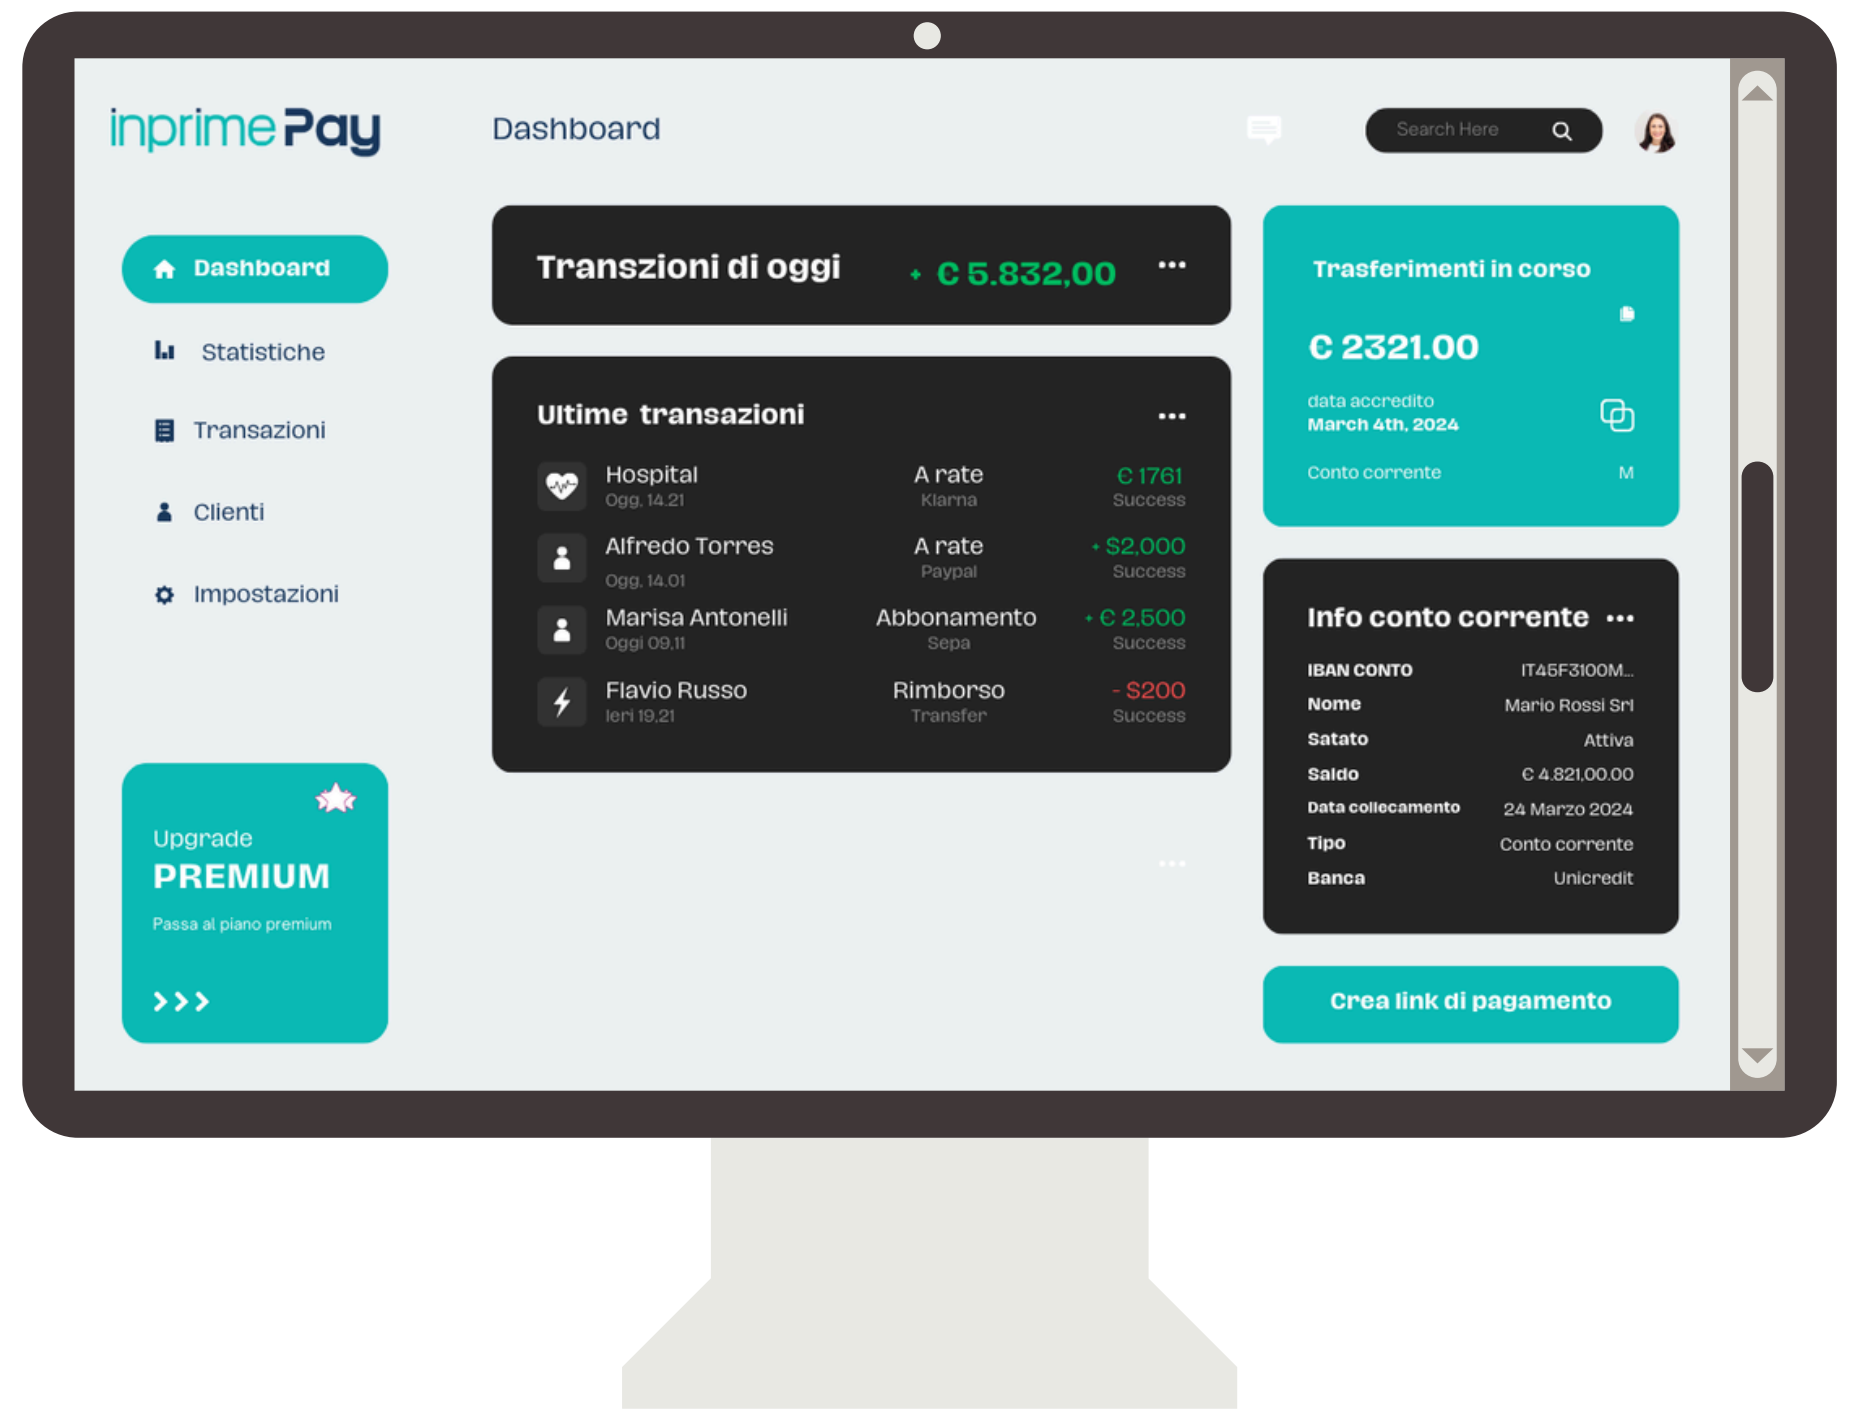 inprime Pay
Dashboard
Search Here
Dashboard
Statistiche
Transazioni
Clienti
Impostazioni
Upgrade
PREMIUM
Passa al piano premium
Transzioni di oggi + € 5.832,00
Ultime transazioni
Hospital A rate € 1761
Ogg, 14.21 Klarna Success
Alfredo Torres A rate + $2,000
Ogg, 14.01 Paypal Success
Marisa Antonelli Abbonamento + € 2,500
Oggi 09,11 Sepa Success
Flavio Russo Rimborso - $200
Ieri 19,21 Transfer Success
Trasferimenti in corso
€ 2321.00
data accredito
March 4th, 2024
Conto corrente M
Info conto corrente
IBAN CONTO IT45F3100M...
Nome Mario Rossi Srl
Satato Attiva
Saldo € 4.821,00.00
Data collecamento 24 Marzo 2024
Tipo Conto corrente
Banca Unicredit
Crea link di pagamento